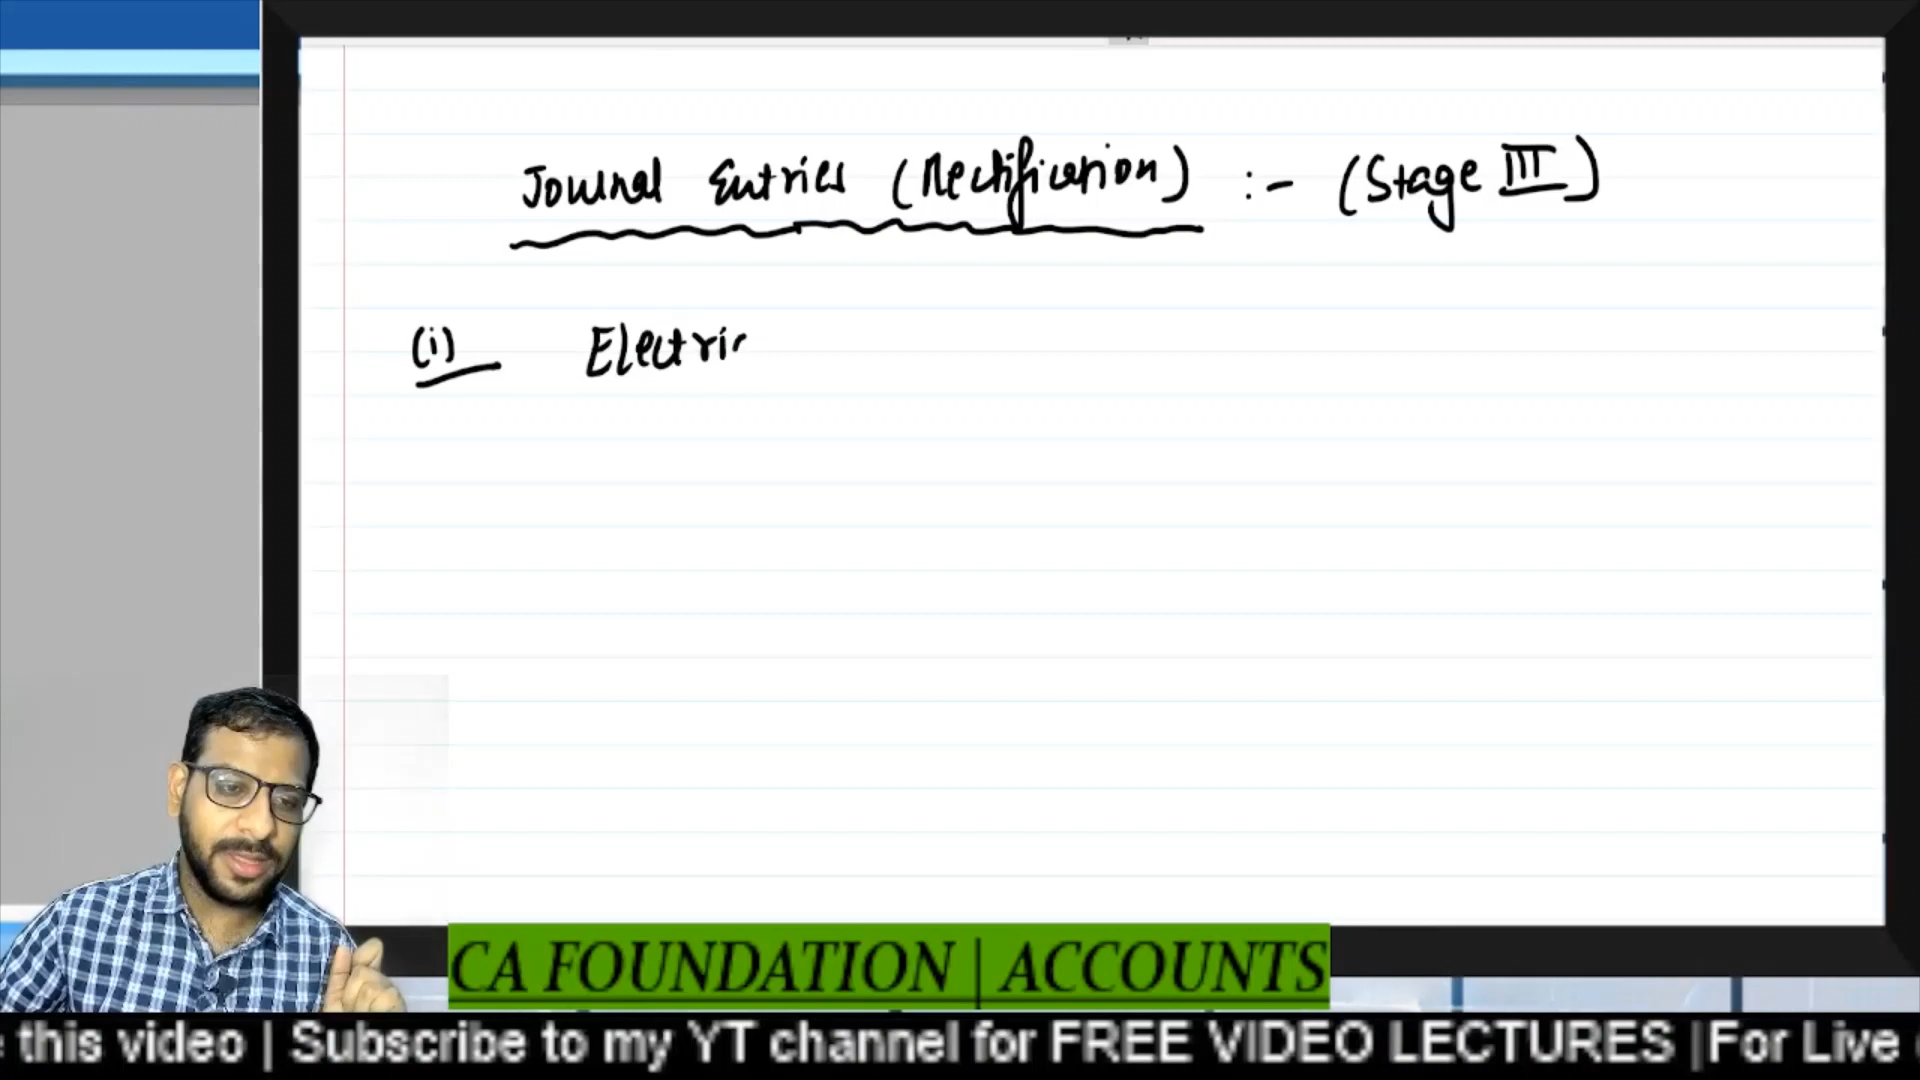 Journal Entries (Rectification) :- (Stage III)
(i) Electric
CA FOUNDATION | ACCOUNTS
this video | Subscribe to my YT channel for FREE VIDEO LECTURES | For Live